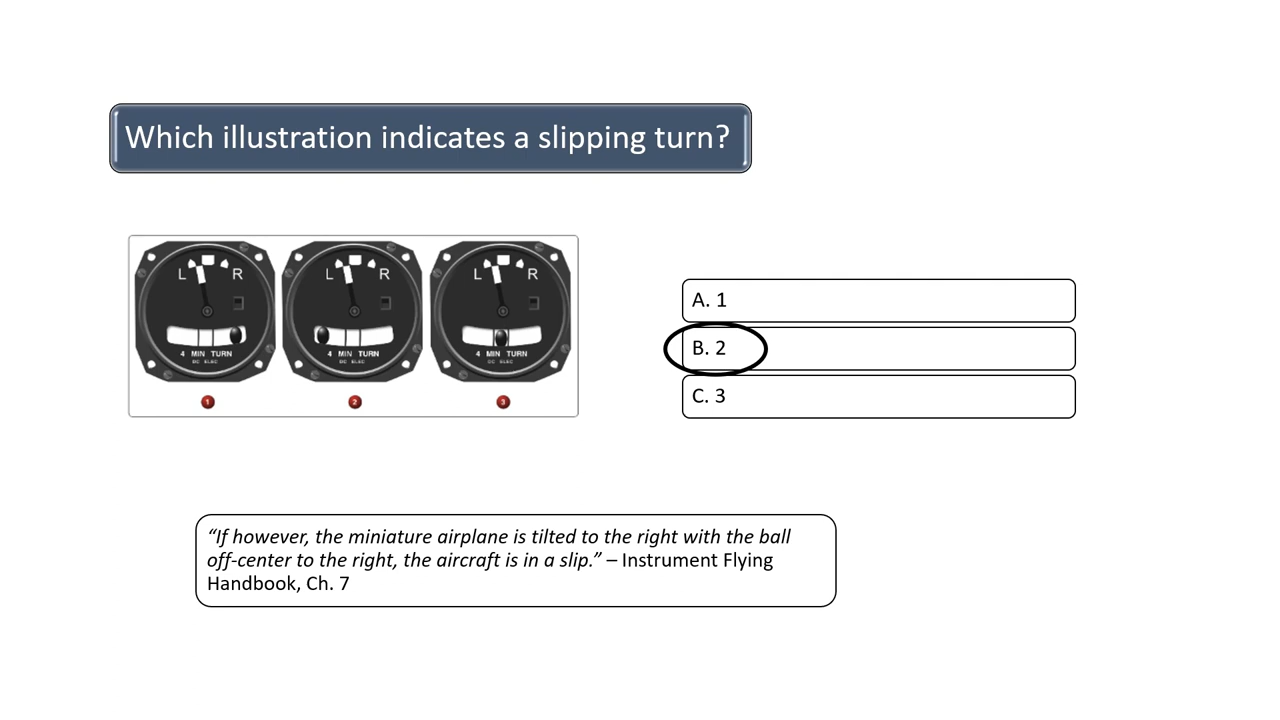 Which illustration indicates a slipping turn?
L R
4 MIN TURN
DC ELEC
L R
4 MIN TURN
DC ELEC
L R
4 MIN TURN
DC ELEC
1
2
3
A. 1
B. 2
C. 3
“If however, the miniature airplane is tilted to the right with the ball
off-center to the right, the aircraft is in a slip.” – Instrument Flying
Handbook, Ch. 7